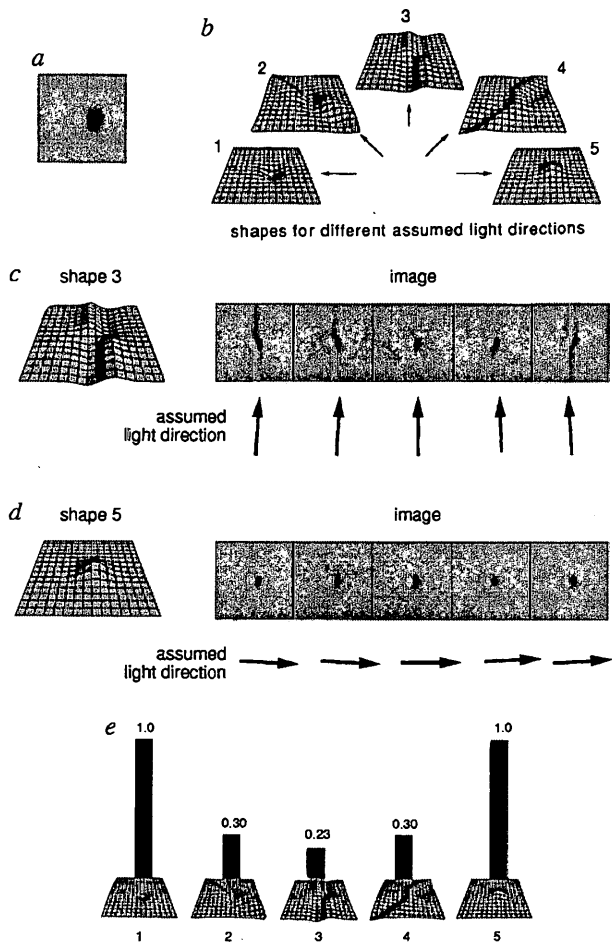 a
b
3
2
4
1
5
shapes for different assumed light directions
c
shape 3
image
assumed
light direction
d
shape 5
image
assumed
light direction
e
1.0
1.0
0.30
0.23
0.30
1
2
3
4
5